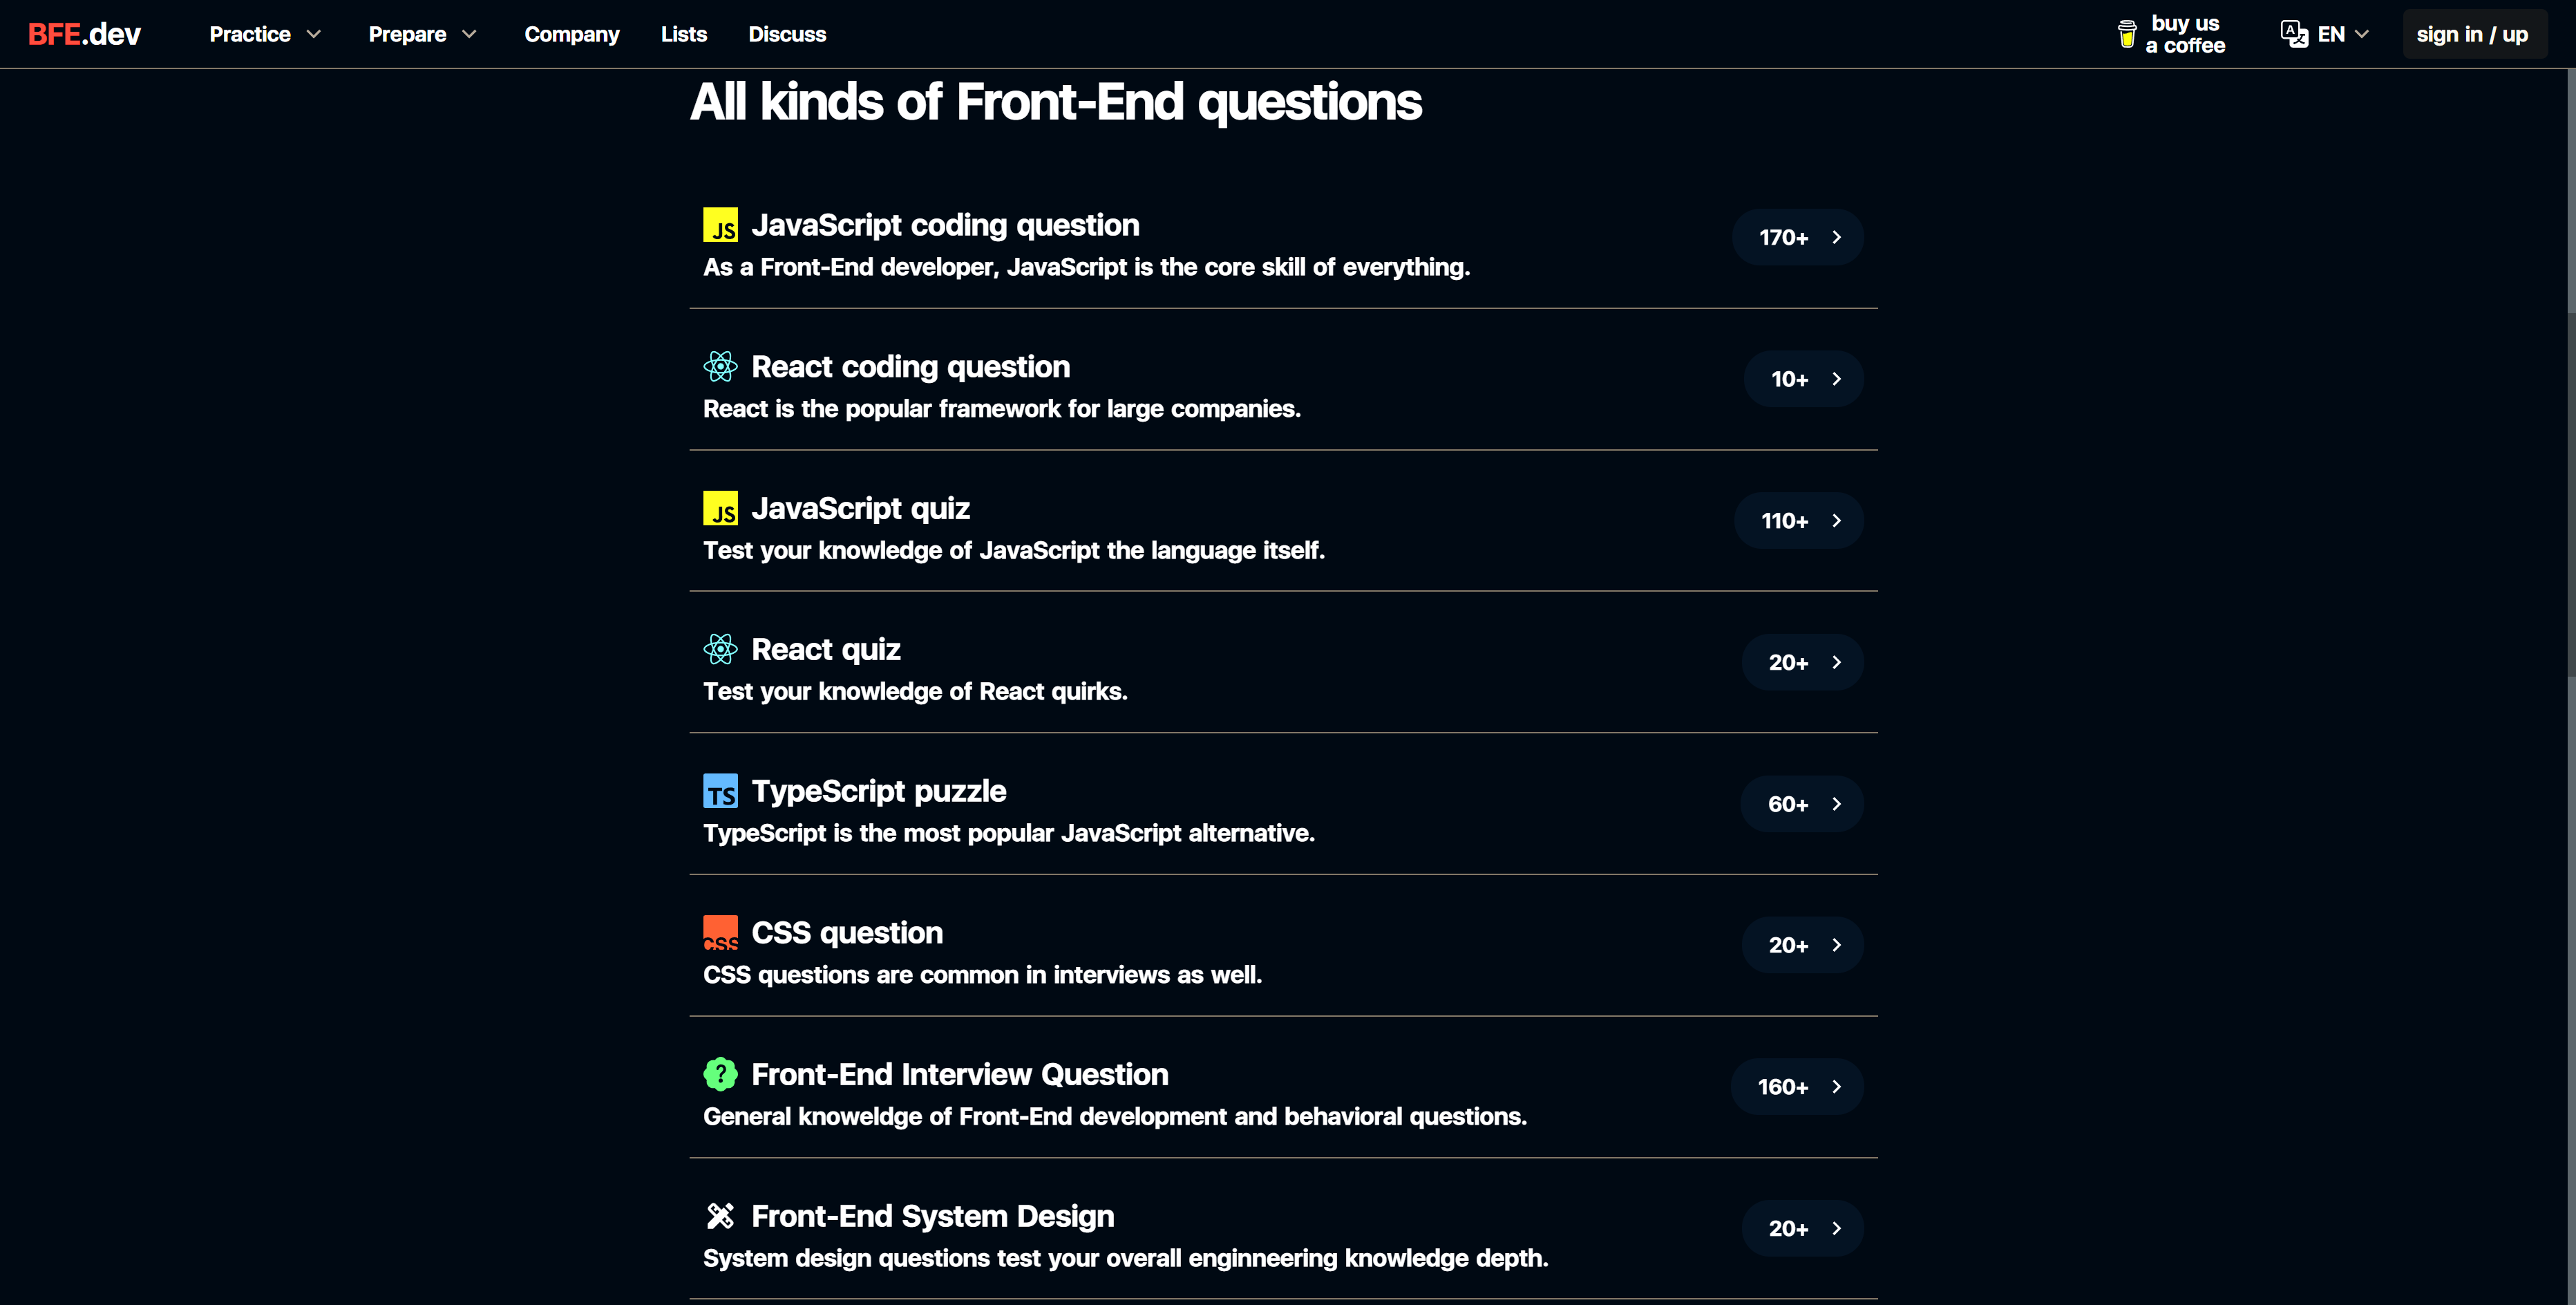 BFE.dev Practice Prepare Company Lists Discuss buy us a coffee EN sign in / up
All kinds of Front-End questions
JS JavaScript coding question 170+
As a Front-End developer, JavaScript is the core skill of everything.
React coding question 10+
React is the popular framework for large companies.
JS JavaScript quiz 110+
Test your knowledge of JavaScript the language itself.
React quiz 20+
Test your knowledge of React quirks.
TS TypeScript puzzle 60+
TypeScript is the most popular JavaScript alternative.
CSS CSS question 20+
CSS questions are common in interviews as well.
? Front-End Interview Question 160+
General knoweldge of Front-End development and behavioral questions.
Front-End System Design 20+
System design questions test your overall enginneering knowledge depth.